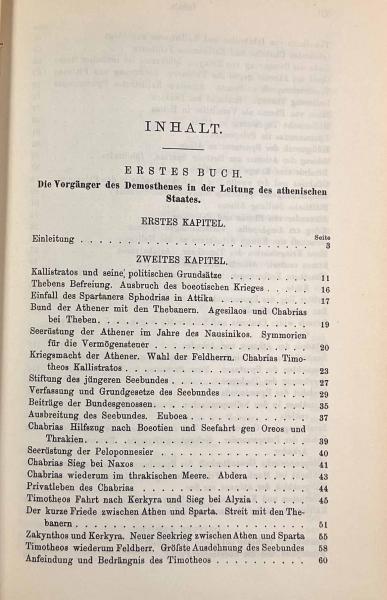 INHALT.
ERSTES BUCH.
Die Vorgänger des Demosthenes in der Leitung des athenischen
Staates.
ERSTES KAPITEL.
Seite
Einleitung . . . . . . . . . . . . . . . . . . . . 3
ZWEITES KAPITEL.
Kallistratos und seine politischen Grundsätze . . . . . . . . 11
Thebens Befreiung. Ausbruch des boeotischen Krieges . . . . . 16
Einfall des Spartaners Sphodrias in Attika . . . . . . . . . 17
Bund der Athener mit den Thebanern. Agesilaos und Chabrias
bei Theben . . . . . . . . . . . . . . . . . . . . 19
Seerüstung der Athener im Jahre des Nausinikos. Symmorien
für die Vermögensteuer . . . . . . . . . . . . . . . 20
Kriegsmacht der Athener. Wahl der Feldherrn. Chabrias Timo-
theos Kallistratos . . . . . . . . . . . . . . . . . 23
Stiftung des jüngeren Seebundes . . . . . . . . . . . . . 27
Verfassung und Grundgesetze des Seebundes . . . . . . . . . 29
Beiträge der Bundesgenossen . . . . . . . . . . . . . . . 35
Ausbreitung des Seebundes. Euboea . . . . . . . . . . . . 37
Chabrias Hilfszug nach Boeotien und Seefahrt gen Oreos und
Thrakien . . . . . . . . . . . . . . . . . . . . . 39
Seerüstung der Peloponnesier . . . . . . . . . . . . . . 40
Chabrias Sieg bei Naxos . . . . . . . . . . . . . . . . 41
Chabrias wiederum im thrakischen Meere. Abdera . . . . . . . 43
Privatleben des Chabrias . . . . . . . . . . . . . . . . 44
Timotheos Fahrt nach Kerkyra und Sieg bei Alyzia . . . . . . 45
Der kurze Friede zwischen Athen und Sparta. Streit mit den The-
banern . . . . . . . . . . . . . . . . . . . . . . 51
Zakynthos und Kerkyra. Neuer Seekrieg zwischen Athen und Sparta 55
Timotheos wiederum Feldherr. Gröfste Ausdehnung des Seebundes 58
Anfeindung und Bedrängnis des Timotheos . . . . . . . . . . 60